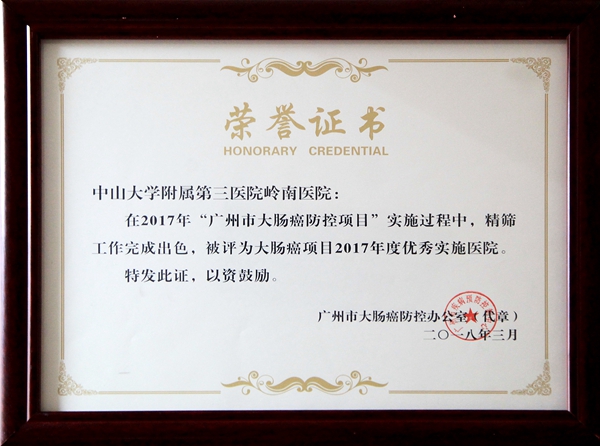 荣誉证书
HONORARY CREDENTIAL
中山大学附属第三医院岭南医院：
在2017年“广州市大肠癌防控项目”实施过程中，精筛
工作完成出色，被评为大肠癌项目2017年度优秀实施医院。
特发此证，以资鼓励。
广州市大肠癌防控办公室（代章）
二〇一八年三月